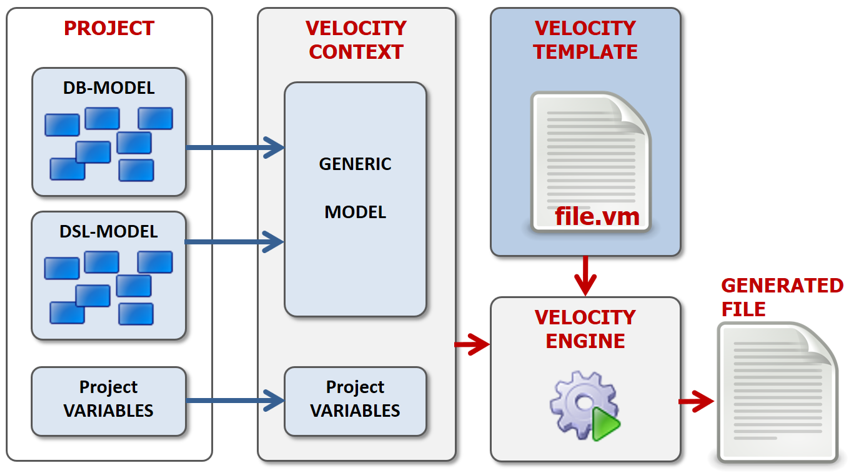 PROJECT
DB-MODEL
DSL-MODEL
Project
VARIABLES
VELOCITY
CONTEXT
GENERIC
MODEL
Project
VARIABLES
VELOCITY
TEMPLATE
file.vm
VELOCITY
ENGINE
GENERATED
FILE